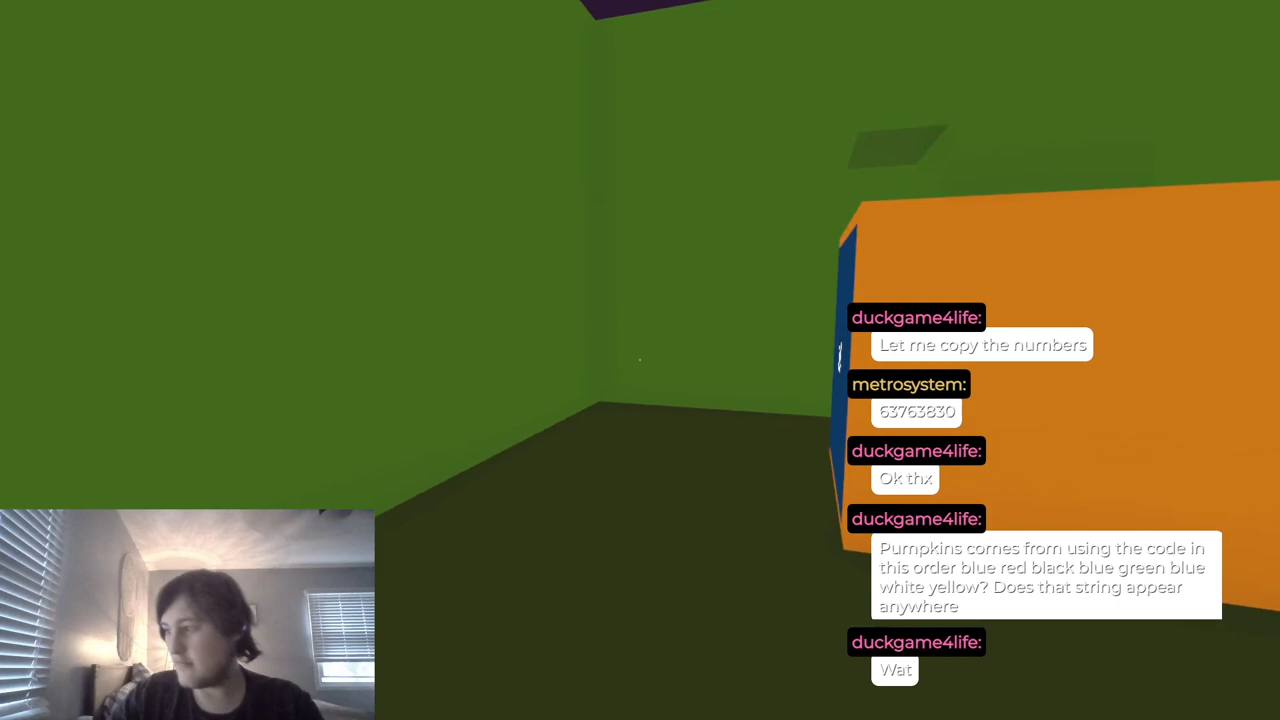 duckgame4life:
Let me copy the numbers
metrosystem:
63763830
duckgame4life:
Ok thx
duckgame4life:
Pumpkins comes from using the code in
this order blue red black blue green blue
white yellow? Does that string appear
anywhere
duckgame4life:
Wat